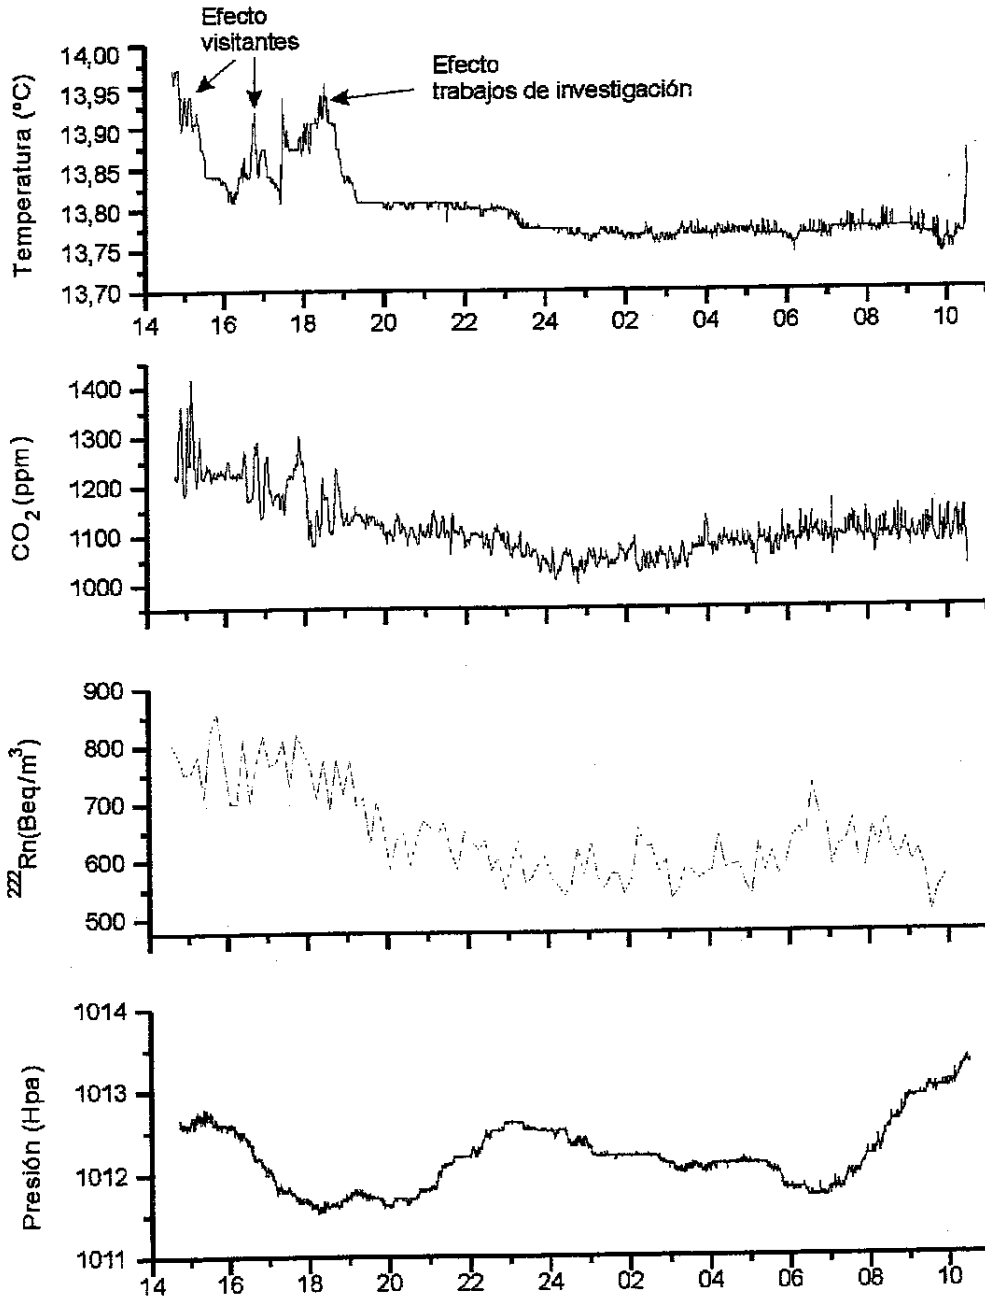 Efecto
visitantes
Efecto
trabajos de investigación
Temperatura (ºC)
14,00
13,95
13,90
13,85
13,80
13,75
13,70
14 16 18 20 22 24 02 04 06 08 10
CO2 (ppm)
1400
1300
1200
1100
1000
222Rn(Beq/m3)
900
800
700
600
500
Presión (Hpa)
1014
1013
1012
1011
14 16 18 20 22 24 02 04 06 08 10